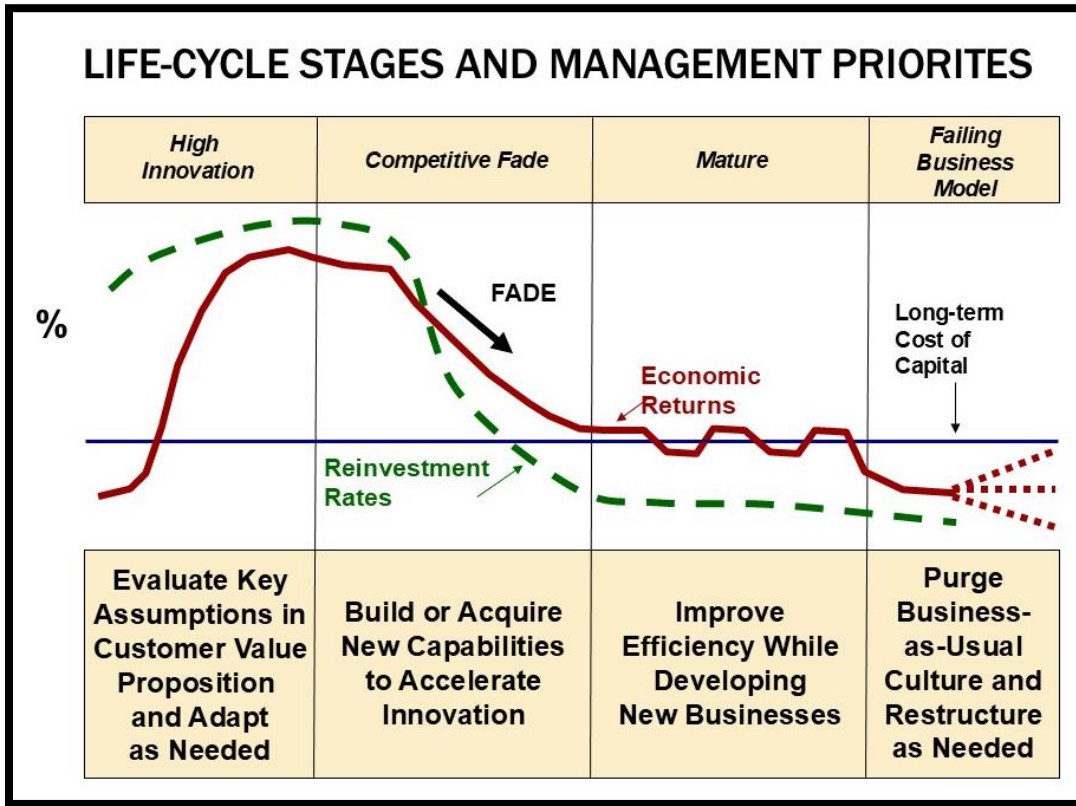 LIFE-CYCLE STAGES AND MANAGEMENT PRIORITES
High
Innovation
Competitive Fade
Mature
Failing
Business
Model
%
FADE
Long-term
Cost of
Capital
Economic
Returns
Reinvestment
Rates
Evaluate Key
Assumptions in
Customer Value
Proposition
and Adapt
as Needed
Build or Acquire
New Capabilities
to Accelerate
Innovation
Improve
Efficiency While
Developing
New Businesses
Purge
Business-
as-Usual
Culture and
Restructure
as Needed